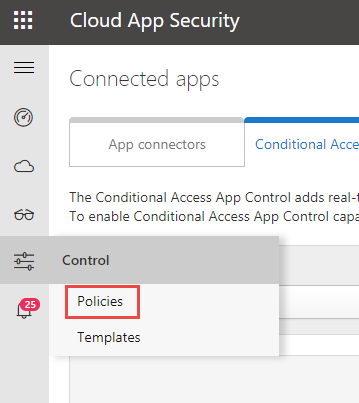 Cloud App Security
Connected apps
App connectors
Conditional Acce
The Conditional Access App Control adds real-t
To enable Conditional Access App Control capa
Control
Policies
25
Templates